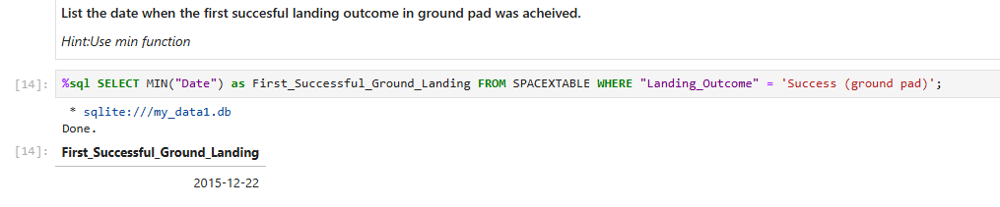 List the date when the first succesful landing outcome in ground pad was acheived.
Hint:Use min function
[14]: %sql SELECT MIN("Date") as First_Successful_Ground_Landing FROM SPACEXTABLE WHERE "Landing_Outcome" = 'Success (ground pad)';
* sqlite:///my_data1.db
Done.
[14]: First_Successful_Ground_Landing
2015-12-22